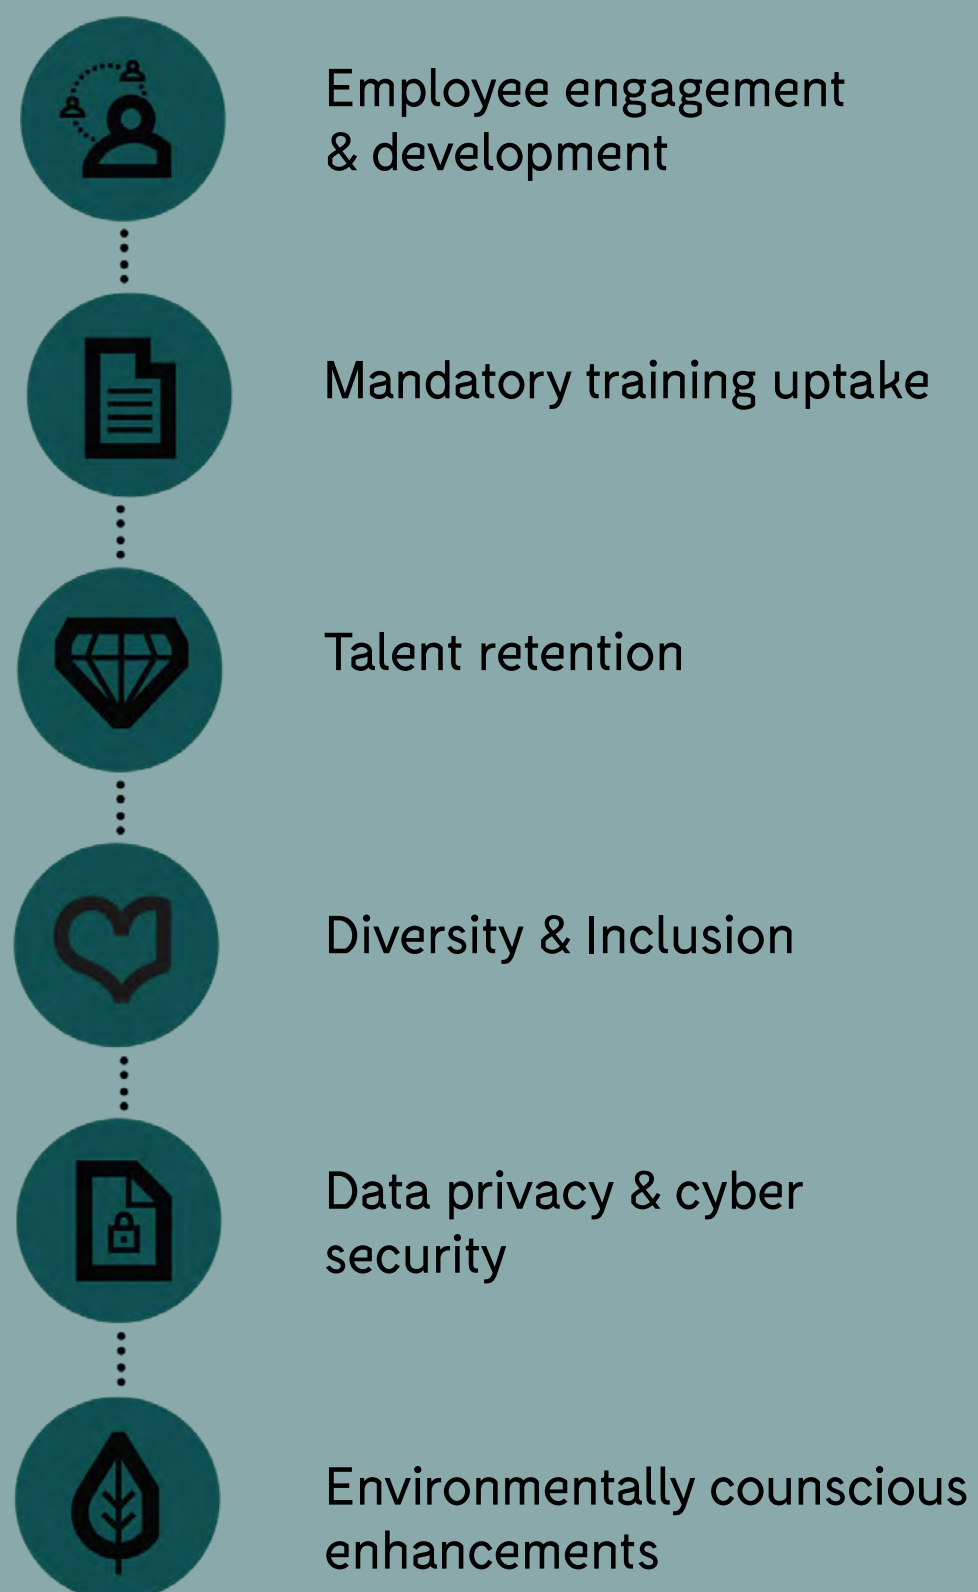 Employee engagement
& development
Mandatory training uptake
Talent retention
Diversity & Inclusion
Data privacy & cyber
security
Environmentally counscious
enhancements